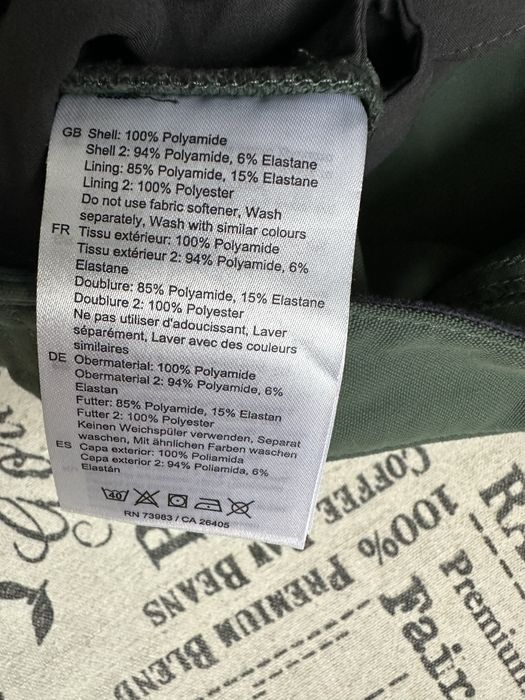 GB Shell: 100% Polyamide
Shell 2: 94% Polyamide, 6% Elastane
Lining: 85% Polyamide, 15% Elastane
Lining 2: 100% Polyester
Do not use fabric softener, Wash
separately, Wash with similar colours
FR Tissu extérieur: 100% Polyamide
Tissu extérieur 2: 94% Polyamide, 6%
Elastane
Doublure: 85% Polyamide, 15% Elastane
Doublure 2: 100% Polyester
Ne pas utiliser d'adoucissant, Laver
séparément, Laver avec des couleurs
similaires
DE Obermaterial: 100% Polyamide
Obermaterial 2: 94% Polyamide, 6%
Elastan
Futter: 85% Polyamide, 15% Elastan
Futter 2: 100% Polyester
Keinen Weichspüler verwenden, Separat
waschen, Mit ähnlichen Farben waschen
ES Capa exterior: 100% Poliamida
Capa exterior 2: 94% Poliamida, 6%
Elastán
40
RN 73983 / CA 26405
COFFEE
100%
RAW BEANS
PREMIUM BLEND
Premium
Fair